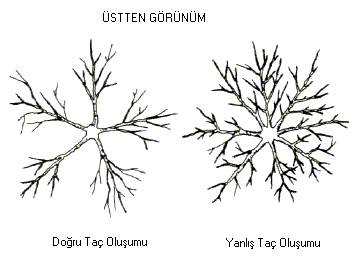 ÜSTTEN GÖRÜNÜM
Doğru Taç Oluşumu
Yanlış Taç Oluşumu